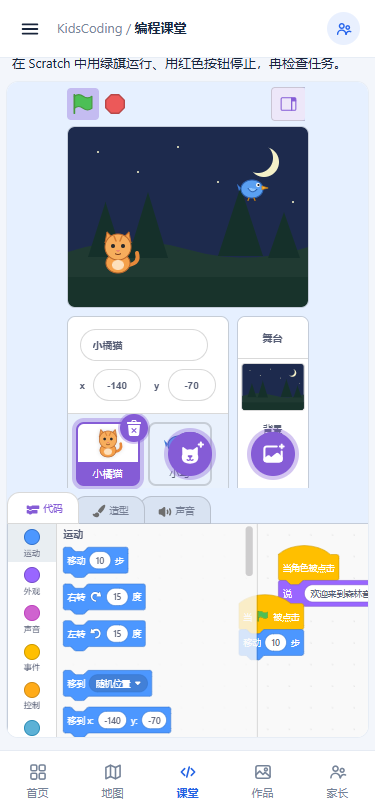 KidsCoding / 编程课堂
在 Scratch 中用绿旗运行、用红色按钮停止，再检查任务。
小橘猫
舞台
x -140 y -70
小橘猫
小
代码 造型 声音
运动
外观
声音
事件
控制
运动
移动 10 步
右转 15 度
左转 15 度
移到 随机位置
移到 x: -140 y: -70
当角色被点击
说 欢迎来到森林音
当 被点击
移动 10 步
首页 地图 课堂 作品 家长